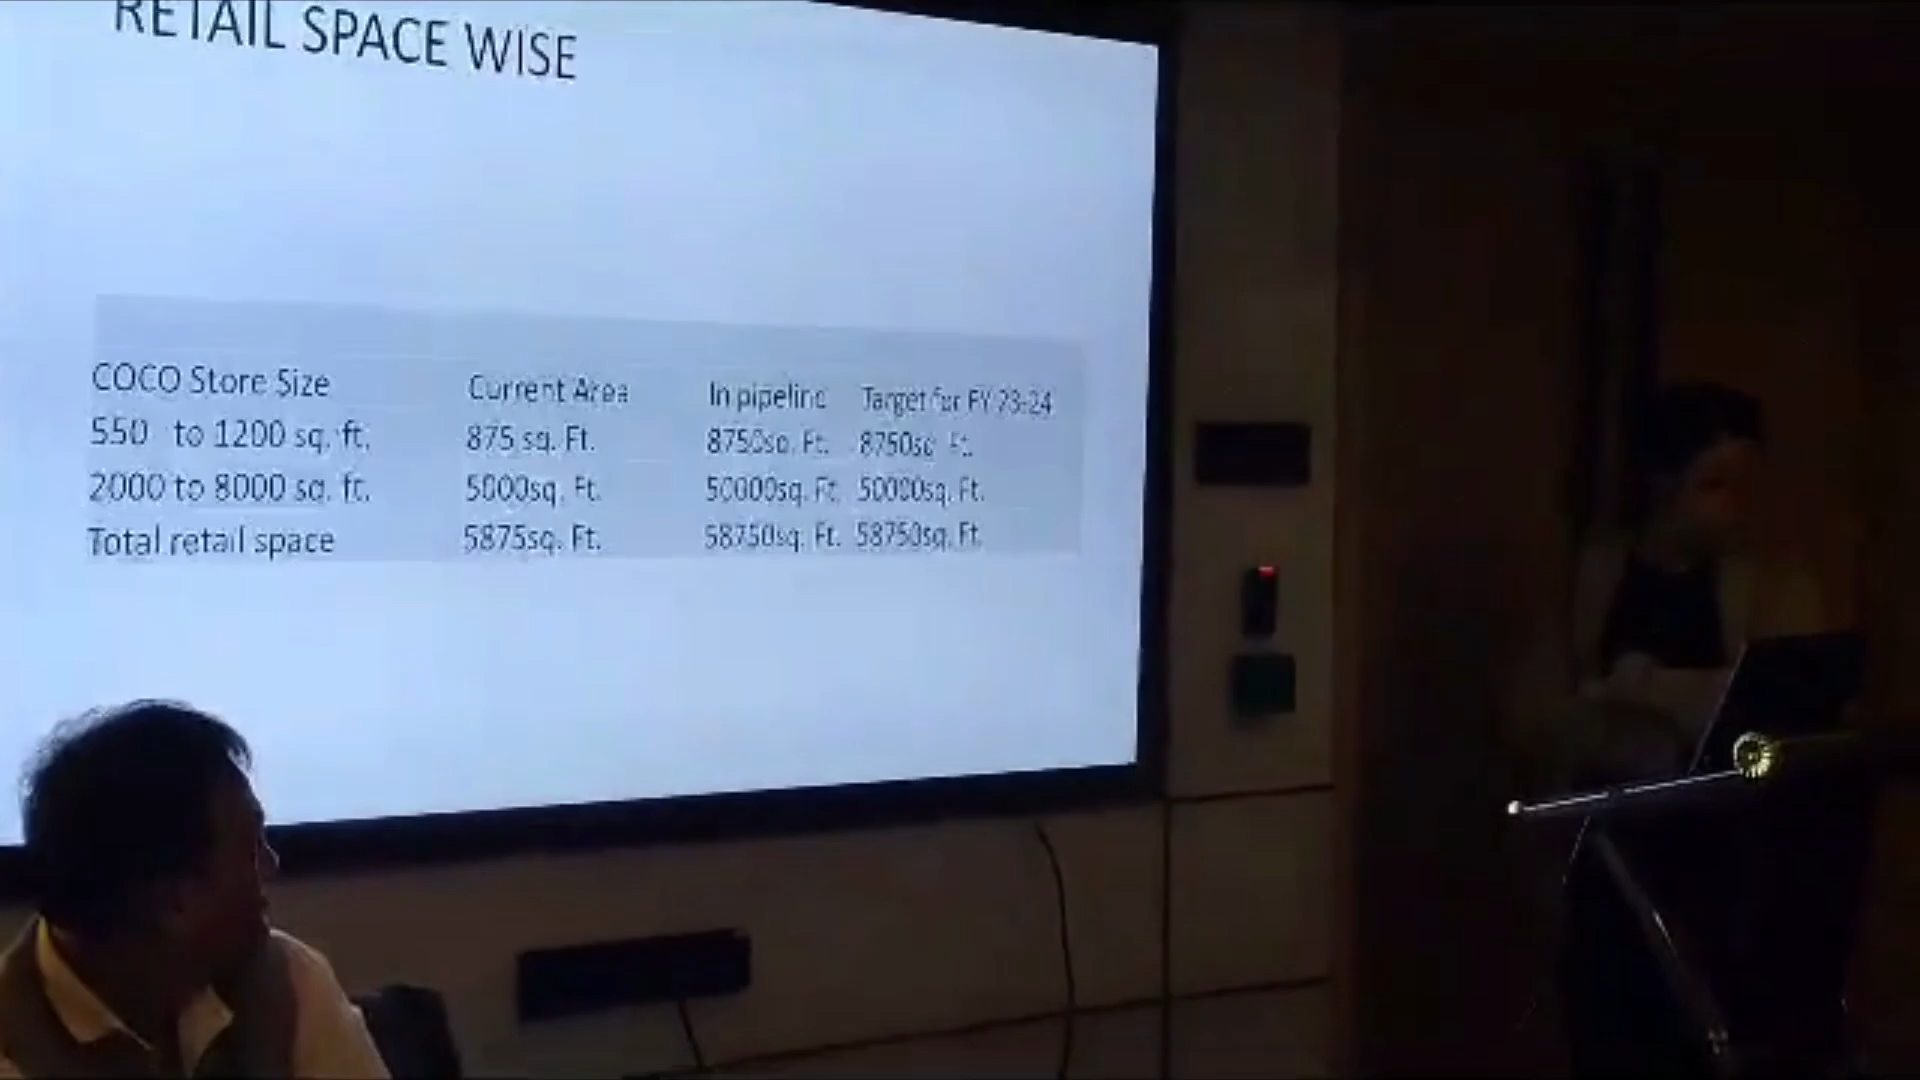 RETAIL SPACE WISE
COCO Store Size Current Area In pipeline Target for FY 23-24
550 to 1200 sq. ft. 875 sq. Ft. 8750sq. Ft. 8750sq. Ft.
2000 to 8000 sq. ft. 5000sq. Ft. 50000sq. Ft. 50000sq. Ft.
Total retail space 5875sq. Ft. 58750sq. Ft. 58750sq. Ft.